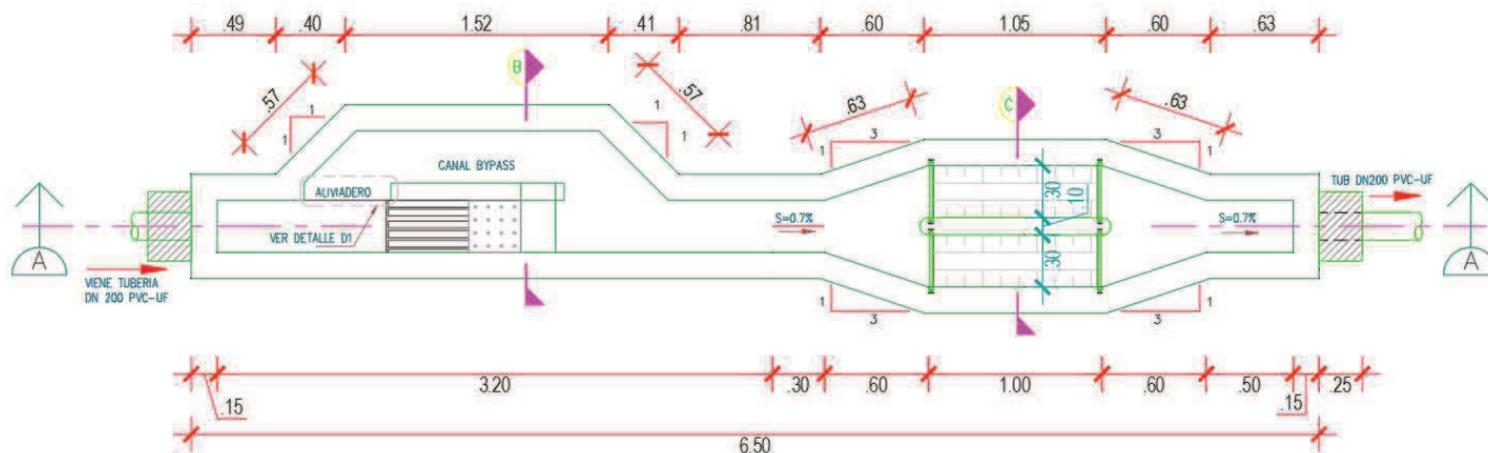 .49 .40 1.52 .41 .81 .60 1.05 .60 .63
B
C
.57
.57
.63
.63
1
1
1
1
3
1
3
1
CANAL BYPASS
ALIVIADERO
VER DETALLE D1
S=0.7%
.30
.10
.30
S=0.7%
TUB DN200 PVC-UF
A
A
VIENE TUBERIA
DN 200 PVC-UF
1
3
3
1
.15 3.20 .30 .60 1.00 .60 .50 .15 .25
6.50